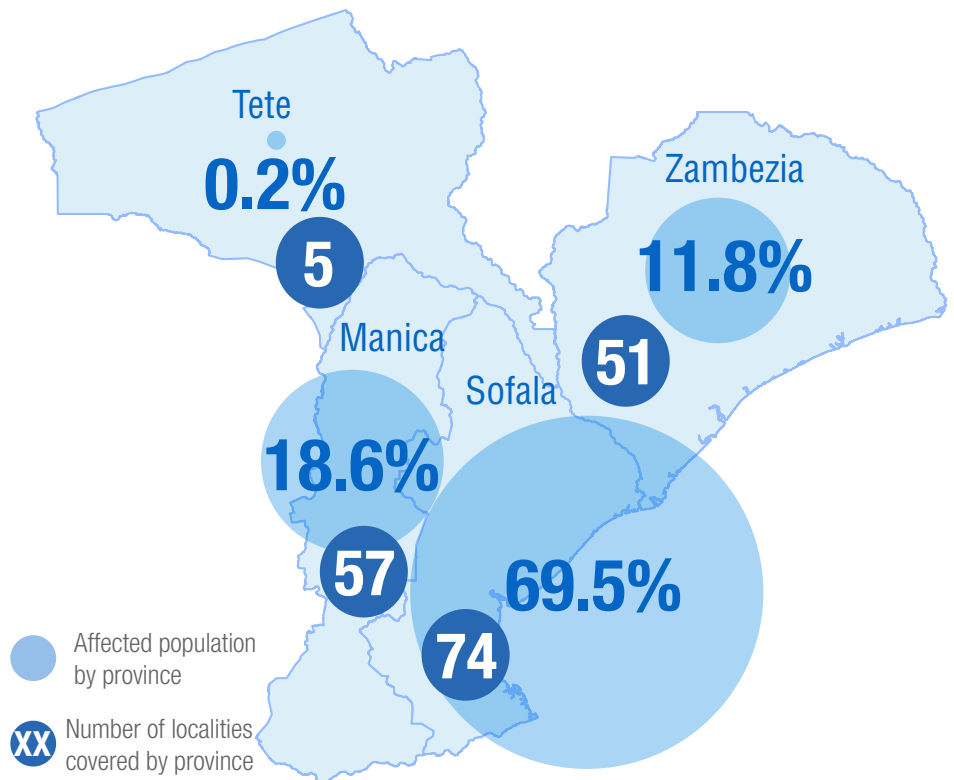 Tete
0.2%
5
Zambezia
11.8%
51
Manica
18.6%
57
Sofala
69.5%
74
Affected population
by province
XX
Number of localities
covered by province